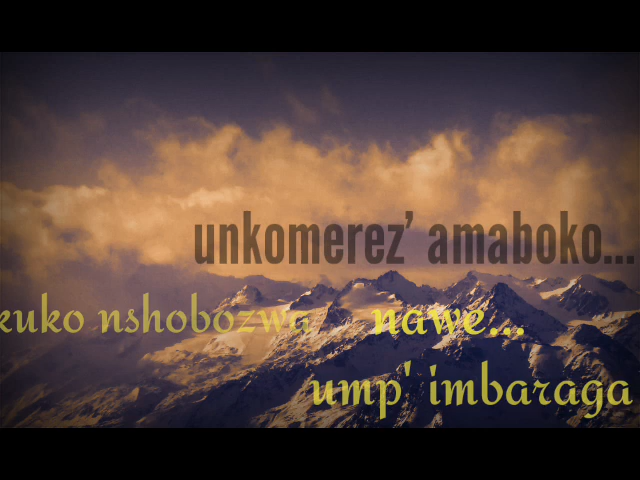 unkomerez’ amaboko...
kuko nshobozwa nawe...
ump' imbaraga